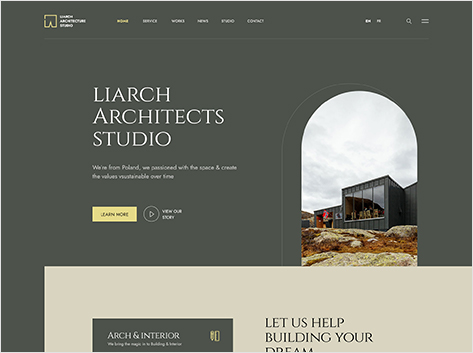 LIARCH
ARCHITECTURE
STUDIO
HOME
SERVICE
WORKS
NEWS
STUDIO
CONTACT
EN
FR
LIARCH
ARCHITECTS
STUDIO
We're from Poland, we passioned with the space & create
the values vsustainable over time
LEARN MORE
VIEW OUR
STORY
ARCH & INTERIOR
We bring the magic in to Building & Interior
LET US HELP
BUILDING YOUR
DREAM